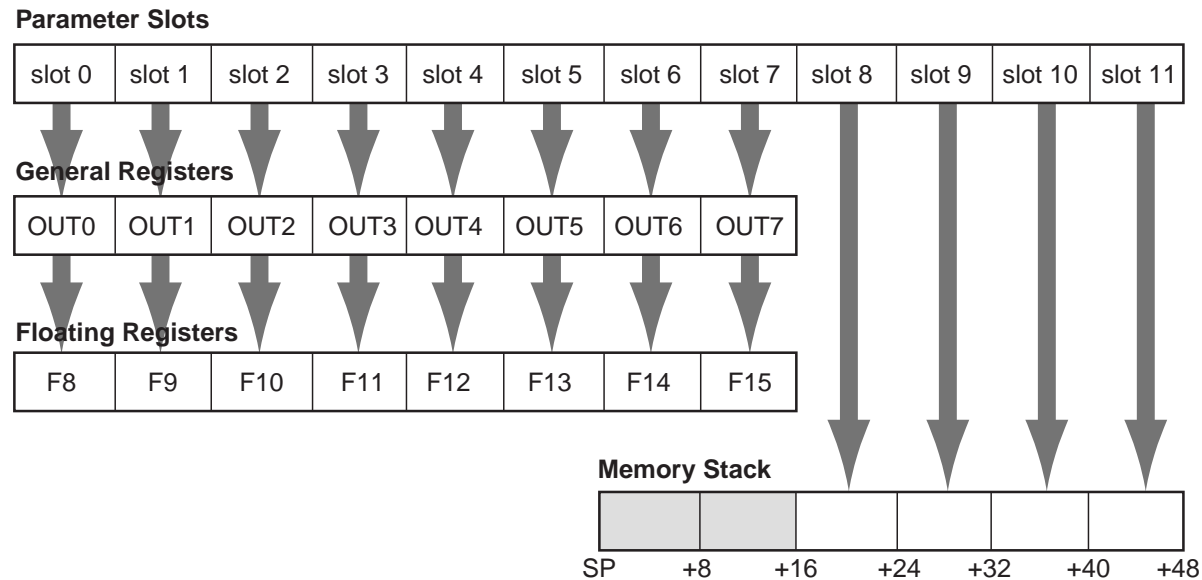 Parameter Slots
slot 0 slot 1 slot 2 slot 3 slot 4 slot 5 slot 6 slot 7 slot 8 slot 9 slot 10 slot 11
General Registers
OUT0 OUT1 OUT2 OUT3 OUT4 OUT5 OUT6 OUT7
Floating Registers
F8 F9 F10 F11 F12 F13 F14 F15
Memory Stack
SP +8 +16 +24 +32 +40 +48